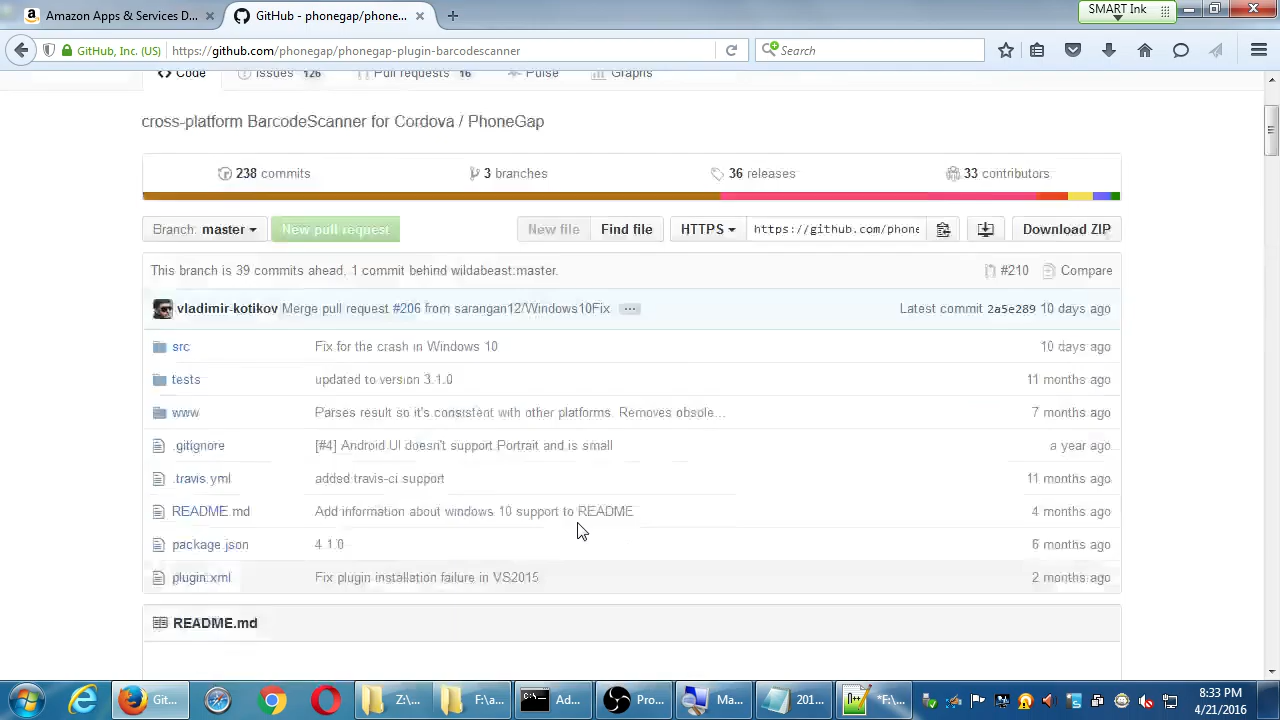 Amazon Apps & Services D...
GitHub - phonegap/phone...
SMART Ink
GitHub, Inc. (US)
https://github.com/phonegap/phonegap-plugin-barcodescanner
Search
Code
Issues 126
Pull requests 16
Pulse
Graphs
cross-platform BarcodeScanner for Cordova / PhoneGap
238 commits
3 branches
36 releases
33 contributors
Branch: master
New pull request
New file
Find file
HTTPS
https://github.com/phone
Download ZIP
This branch is 39 commits ahead. 1 commit behind wildabeast:master.
#210
Compare
vladimir-kotikov Merge pull request #206 from sarangan12/Windows10Fix ...
Latest commit 2a5e289 10 days ago
src Fix for the crash in Windows 10 10 days ago
tests updated to version 3.1.0 11 months ago
www Parses result so it's consistent with other platforms. Removes obsole... 7 months ago
.gitignore [#4] Android UI doesn't support Portrait and is small a year ago
.travis.yml added travis-ci support 11 months ago
README.md Add information about windows 10 support to README 4 months ago
package.json 4.1.0 6 months ago
plugin.xml Fix plugin installation failure in VS2015 2 months ago
README.md
Git...
Z:\...
F:\a...
Ad...
Pro...
Ma...
201...
*F:\...
8:33 PM
4/21/2016